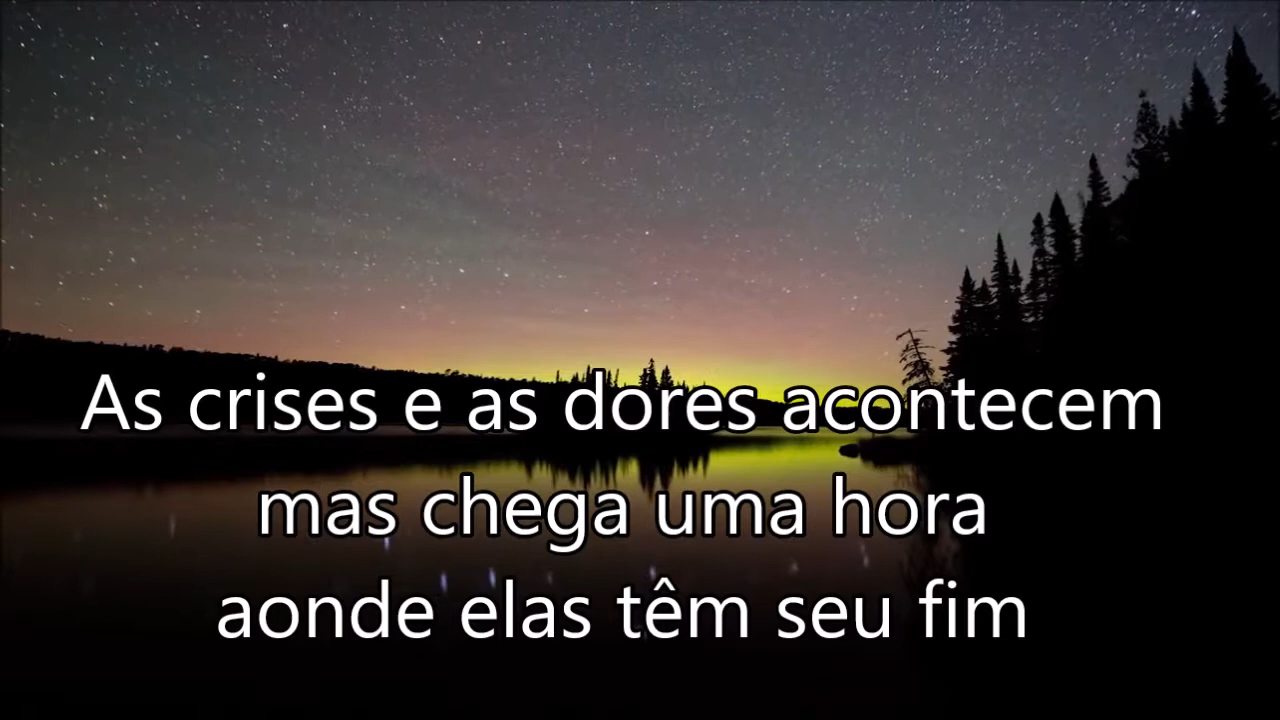 As crises e as dores acontecem
mas chega uma hora
aonde elas têm seu fim